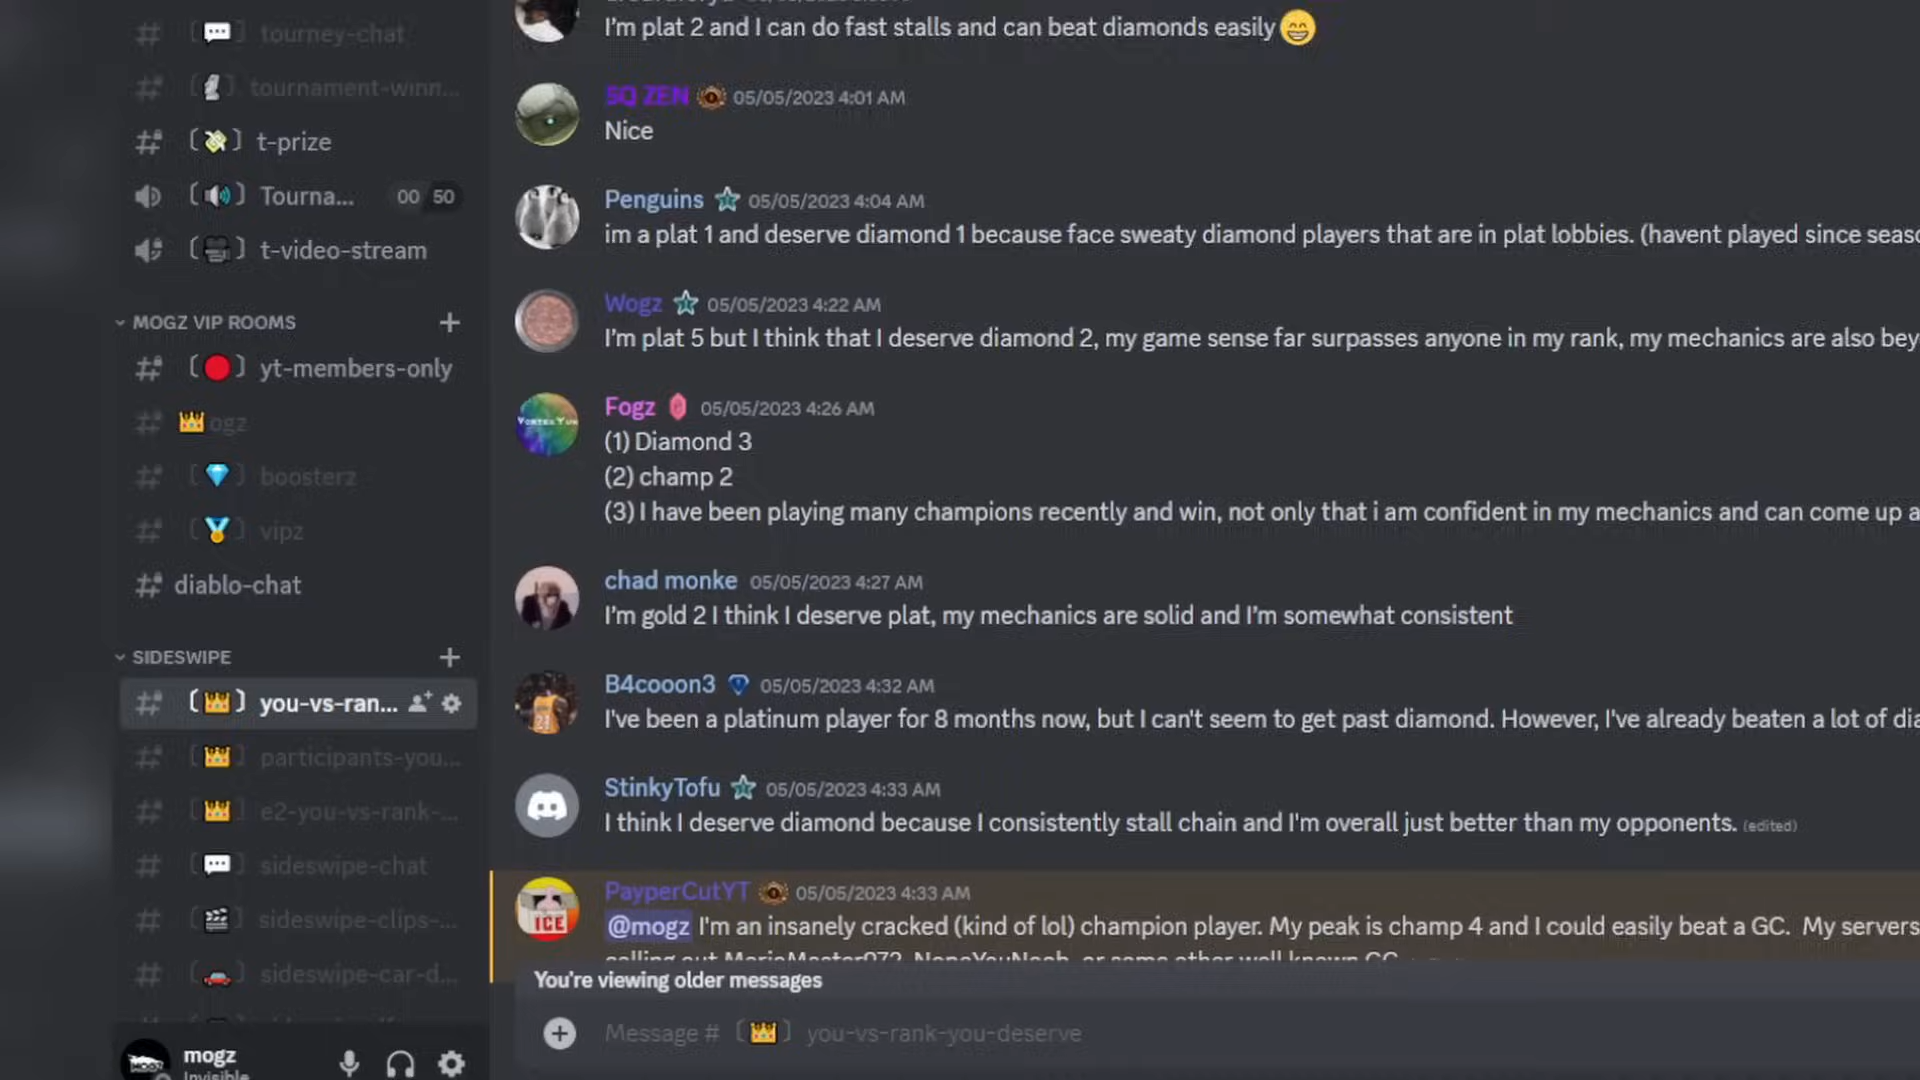 tourney-chat
tournament-winn...
t-prize
Tourna... 00 50
t-video-stream
MOGZ VIP ROOMS
yt-members-only
ogz
boosterz
vipz
diablo-chat
SIDESWIPE
you-vs-ran...
participants-you...
e2-you-vs-rank-...
sideswipe-chat
sideswipe-clips-...
sideswipe-car-d...
mogz
Invisible
I'm plat 2 and I can do fast stalls and can beat diamonds easily😁
SQ ZEN 05/05/2023 4:01 AM
Nice
Penguins 05/05/2023 4:04 AM
im a plat 1 and deserve diamond 1 because face sweaty diamond players that are in plat lobbies. (havent played since seaso
Wogz 05/05/2023 4:22 AM
I'm plat 5 but I think that I deserve diamond 2, my game sense far surpasses anyone in my rank, my mechanics are also bey
Fogz 05/05/2023 4:26 AM
(1) Diamond 3
(2) champ 2
(3) I have been playing many champions recently and win, not only that i am confident in my mechanics and can come up a
chad monke 05/05/2023 4:27 AM
I'm gold 2 I think I deserve plat, my mechanics are solid and I'm somewhat consistent
B4cooon3 05/05/2023 4:32 AM
I've been a platinum player for 8 months now, but I can't seem to get past diamond. However, I've already beaten a lot of dia
StinkyTofu 05/05/2023 4:33 AM
I think I deserve diamond because I consistently stall chain and I'm overall just better than my opponents. (edited)
ICE
PayperCutYT 05/05/2023 4:33 AM
@mogz I'm an insanely cracked (kind of lol) champion player. My peak is champ 4 and I could easily beat a GC. My servers
calling out MarioMaster973, NopeYouNoob, or some other well known GC
You're viewing older messages
Message # 〔👑〕 you-vs-rank-you-deserve